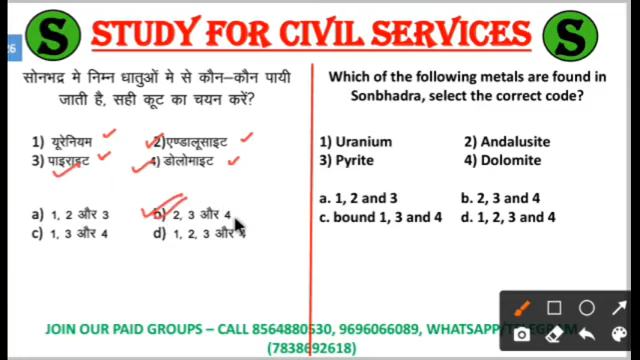 26
S STUDY FOR CIVIL SERVICES S
सोनभद्र मे निम्न धातुओं मे से कौन–कौन पायी
जाती है, सही कूट का चयन करें?
1) यूरेनियम 2)एण्डालूसाइट
3) पाइराइट 4) डोलोमाइट
a) 1, 2 और 3 b) 2, 3 और 4
c) 1, 3 और 4 d) 1, 2, 3 और 4
Which of the following metals are found in
Sonbhadra, select the correct code?
1) Uranium 2) Andalusite
3) Pyrite 4) Dolomite
a. 1, 2 and 3 b. 2, 3 and 4
c. bound 1, 3 and 4 d. 1, 2, 3 and 4
JOIN OUR PAID GROUPS – CALL 8564880530, 9696066089, WHATSAPP/TELEGRAM
(7838692618)